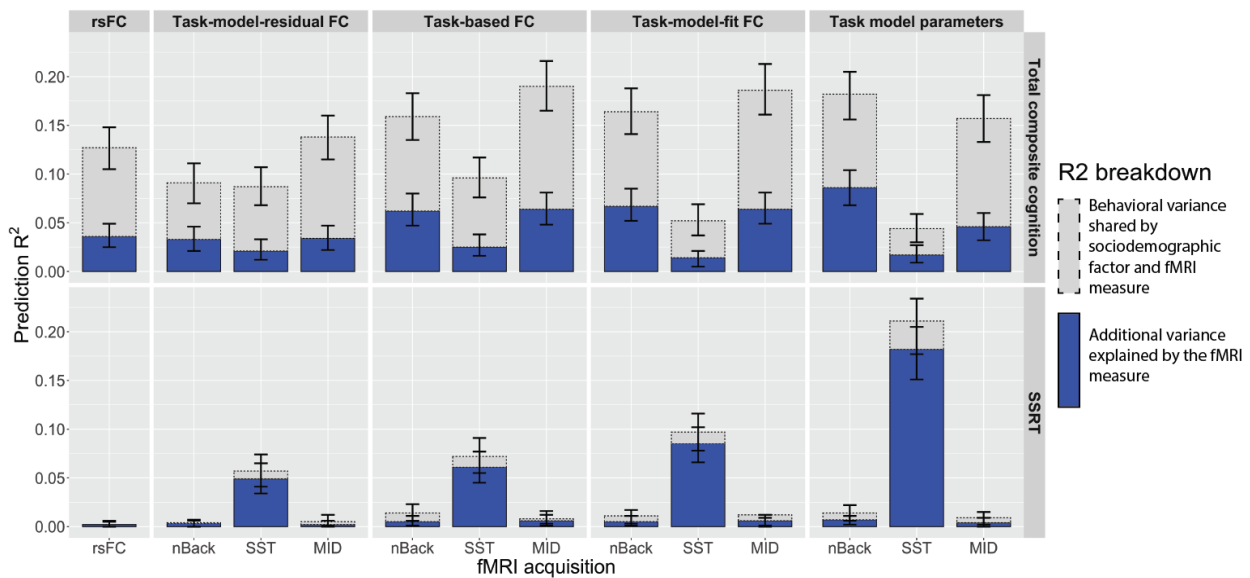 rsFC
Task-model-residual FC
Task-based FC
Task-model-fit FC
Task model parameters
0.20
0.15
0.10
0.05
0.00
Total composite cognition
0.20
0.15
0.10
0.05
0.00
SSRT
Prediction R2
rsFC
nBack
SST
MID
nBack
SST
MID
nBack
SST
MID
nBack
SST
MID
fMRI acquisition
R2 breakdown
Behavioral variance
shared by
sociodemographic
factor and fMRI
measure
Additional variance
explained by the fMRI
measure